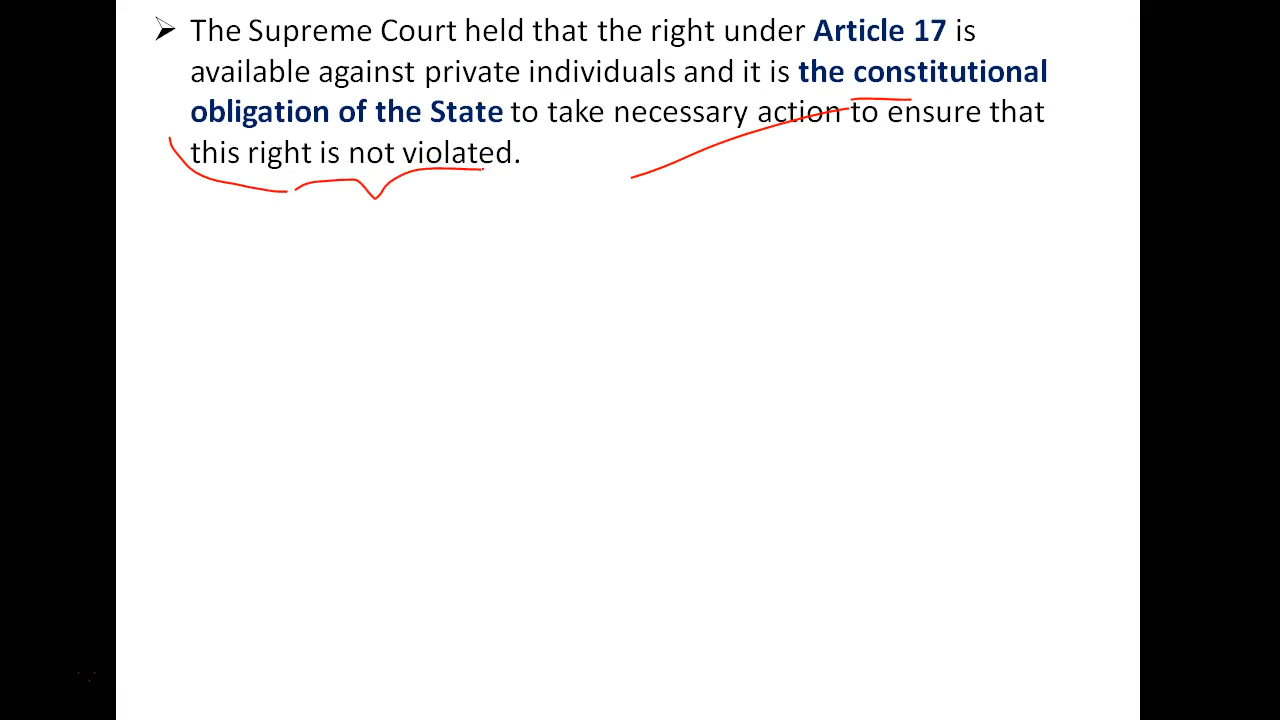 ➢ The Supreme Court held that the right under Article 17 is
available against private individuals and it is the constitutional
obligation of the State to take necessary action to ensure that
this right is not violated.